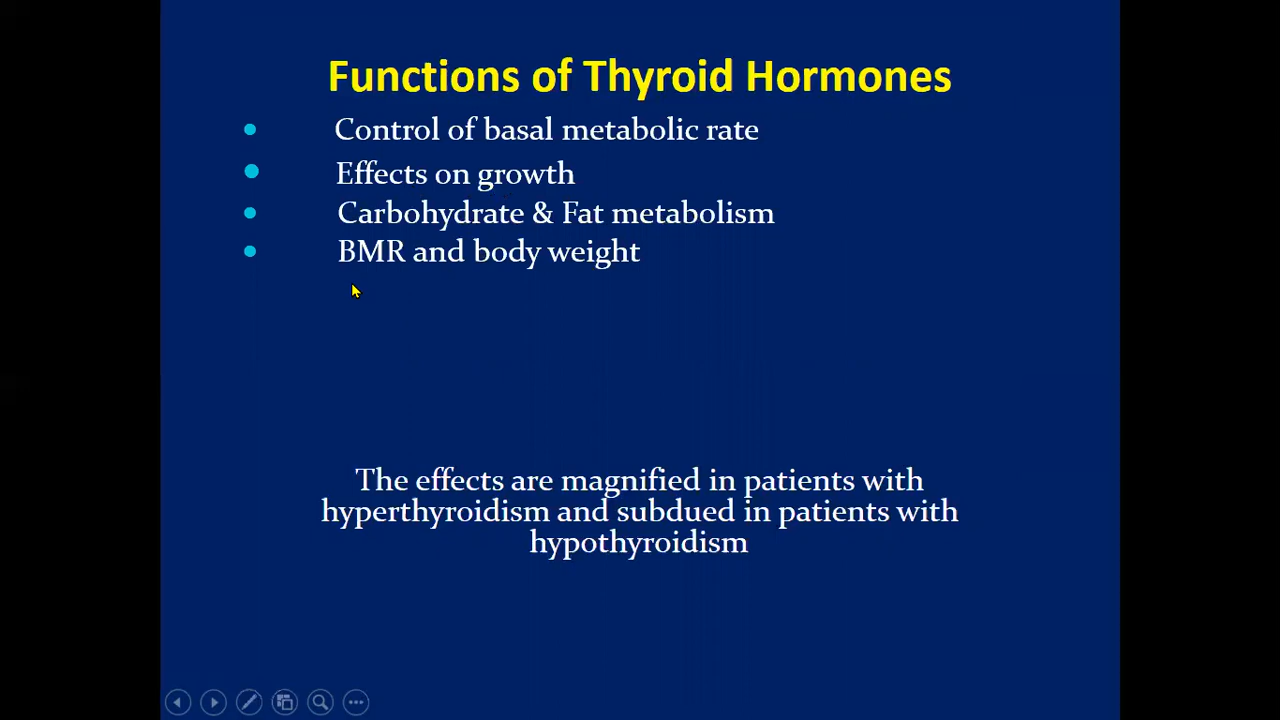 Functions of Thyroid Hormones
• Control of basal metabolic rate
• Effects on growth
• Carbohydrate & Fat metabolism
• BMR and body weight
The effects are magnified in patients with
hyperthyroidism and subdued in patients with
hypothyroidism